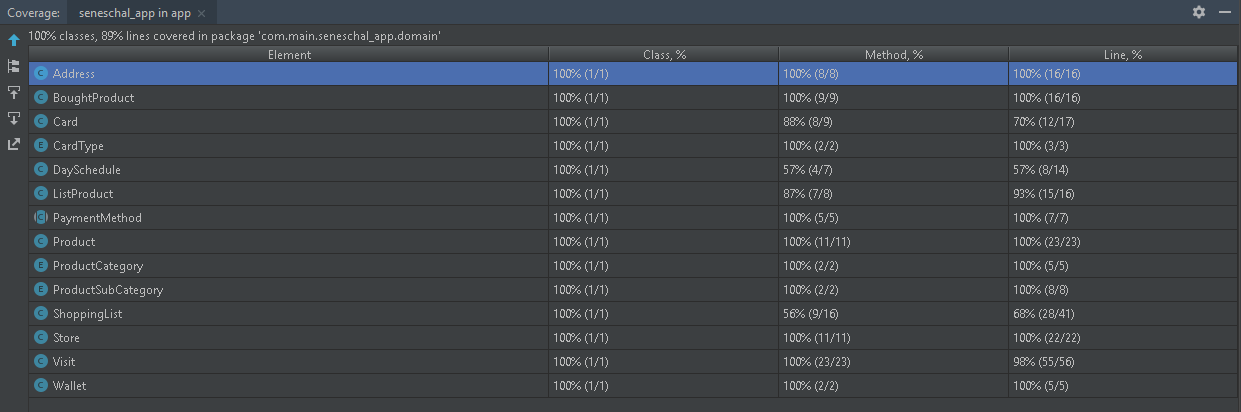 Coverage: seneschal_app in app ×
100% classes, 89% lines covered in package 'com.main.seneschal_app.domain'
Element Class, % Method, % Line, %
C Address 100% (1/1) 100% (8/8) 100% (16/16)
C BoughtProduct 100% (1/1) 100% (9/9) 100% (16/16)
C Card 100% (1/1) 88% (8/9) 70% (12/17)
E CardType 100% (1/1) 100% (2/2) 100% (3/3)
C DaySchedule 100% (1/1) 57% (4/7) 57% (8/14)
C ListProduct 100% (1/1) 87% (7/8) 93% (15/16)
C PaymentMethod 100% (1/1) 100% (5/5) 100% (7/7)
C Product 100% (1/1) 100% (11/11) 100% (23/23)
E ProductCategory 100% (1/1) 100% (2/2) 100% (5/5)
E ProductSubCategory 100% (1/1) 100% (2/2) 100% (8/8)
C ShoppingList 100% (1/1) 56% (9/16) 68% (28/41)
C Store 100% (1/1) 100% (11/11) 100% (22/22)
C Visit 100% (1/1) 100% (23/23) 98% (55/56)
C Wallet 100% (1/1) 100% (2/2) 100% (5/5)